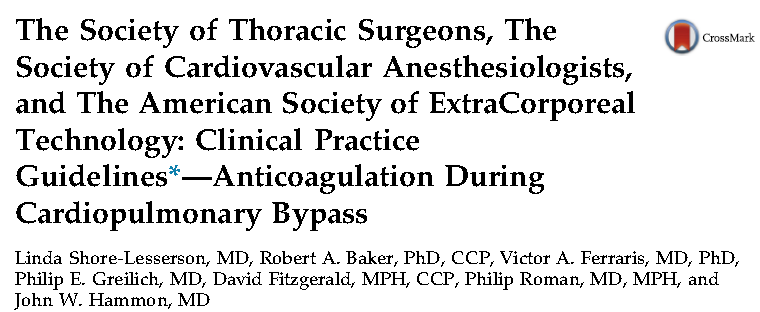 The Society of Thoracic Surgeons, The
Society of Cardiovascular Anesthesiologists,
and The American Society of ExtraCorporeal
Technology: Clinical Practice
Guidelines*—Anticoagulation During
Cardiopulmonary Bypass
CrossMark
Linda Shore-Lesserson, MD, Robert A. Baker, PhD, CCP, Victor A. Ferraris, MD, PhD,
Philip E. Greilich, MD, David Fitzgerald, MPH, CCP, Philip Roman, MD, MPH, and
John W. Hammon, MD